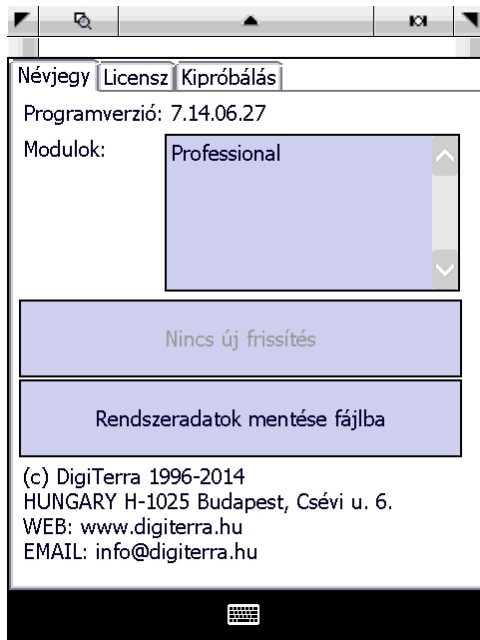 Névjegy Licensz Kipróbálás
Programverzió: 7.14.06.27
Modulok: Professional
Nincs új frissítés
Rendszeradatok mentése fájlba
(c) DigiTerra 1996-2014
HUNGARY H-1025 Budapest, Csévi u. 6.
WEB: www.digiterra.hu
EMAIL: info@digiterra.hu